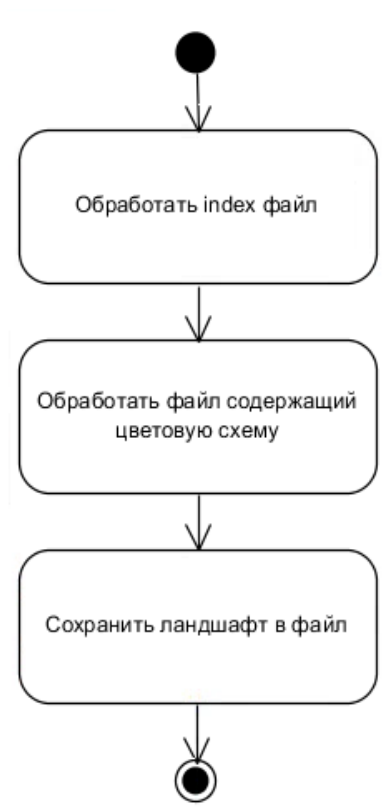 Обработать index файл
Обработать файл содержащий
цветовую схему
Сохранить ландшафт в файл